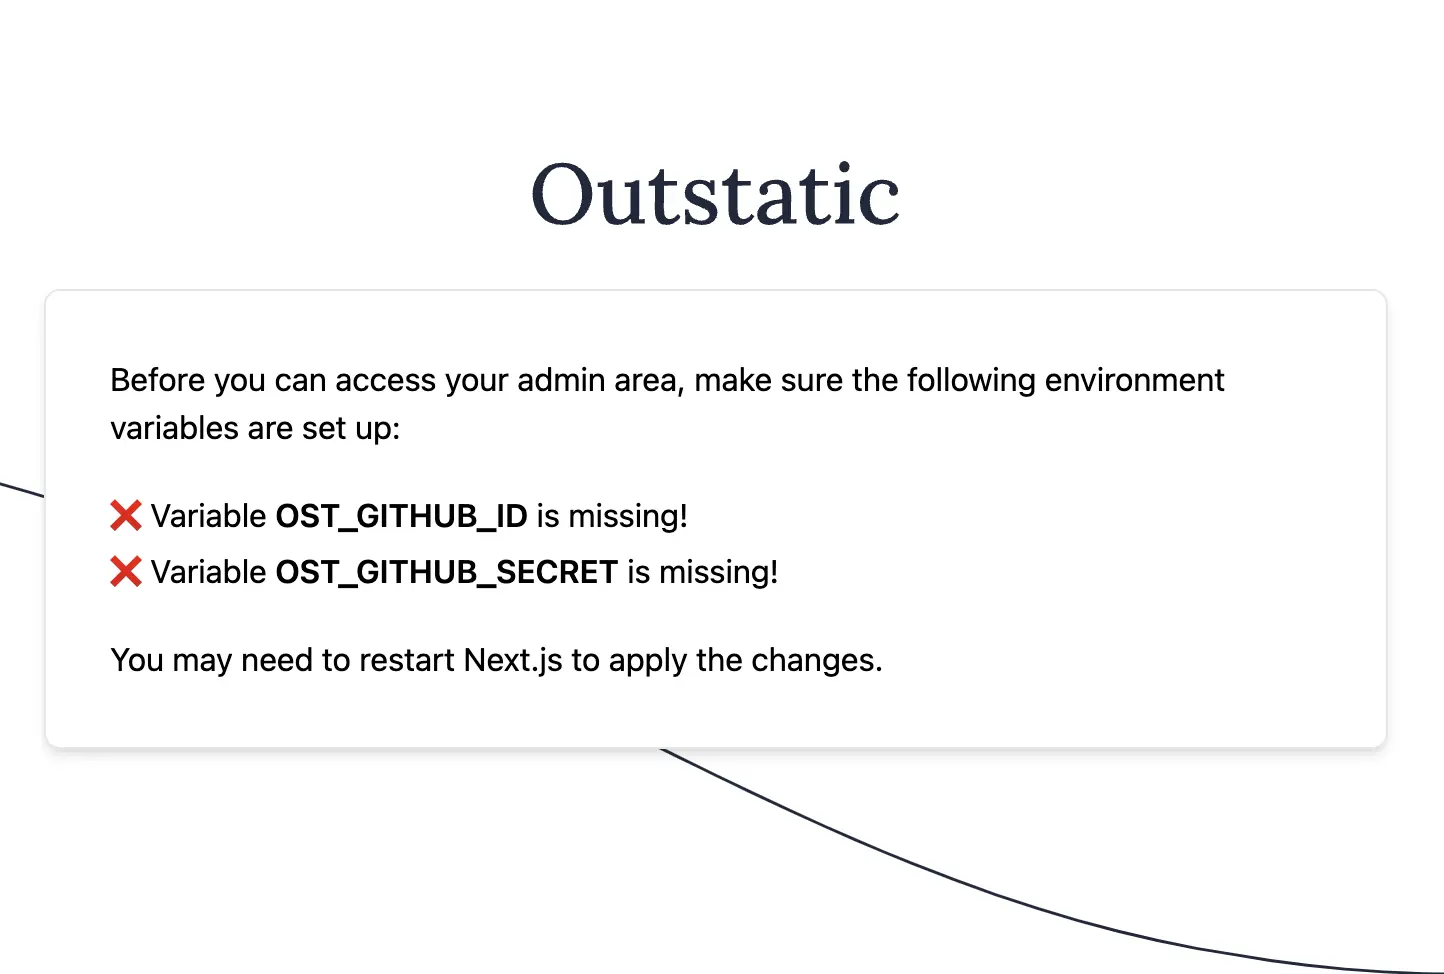 Outstatic
Before you can access your admin area, make sure the following environment
variables are set up:
❌ Variable OST_GITHUB_ID is missing!
❌ Variable OST_GITHUB_SECRET is missing!
You may need to restart Next.js to apply the changes.